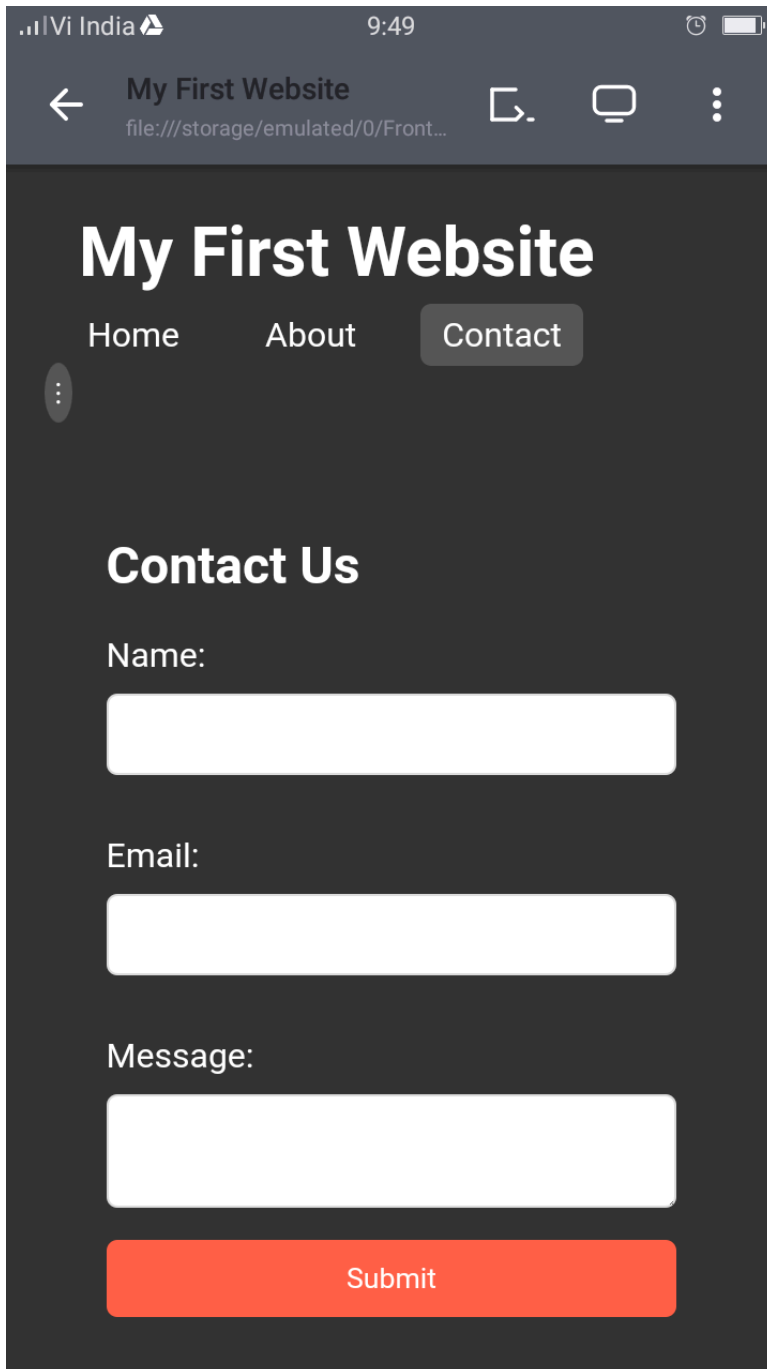 Vi India 9:49
My First Website
file:///storage/emulated/0/Front...
My First Website
Home About Contact
Contact Us
Name:
Email:
Message:
Submit